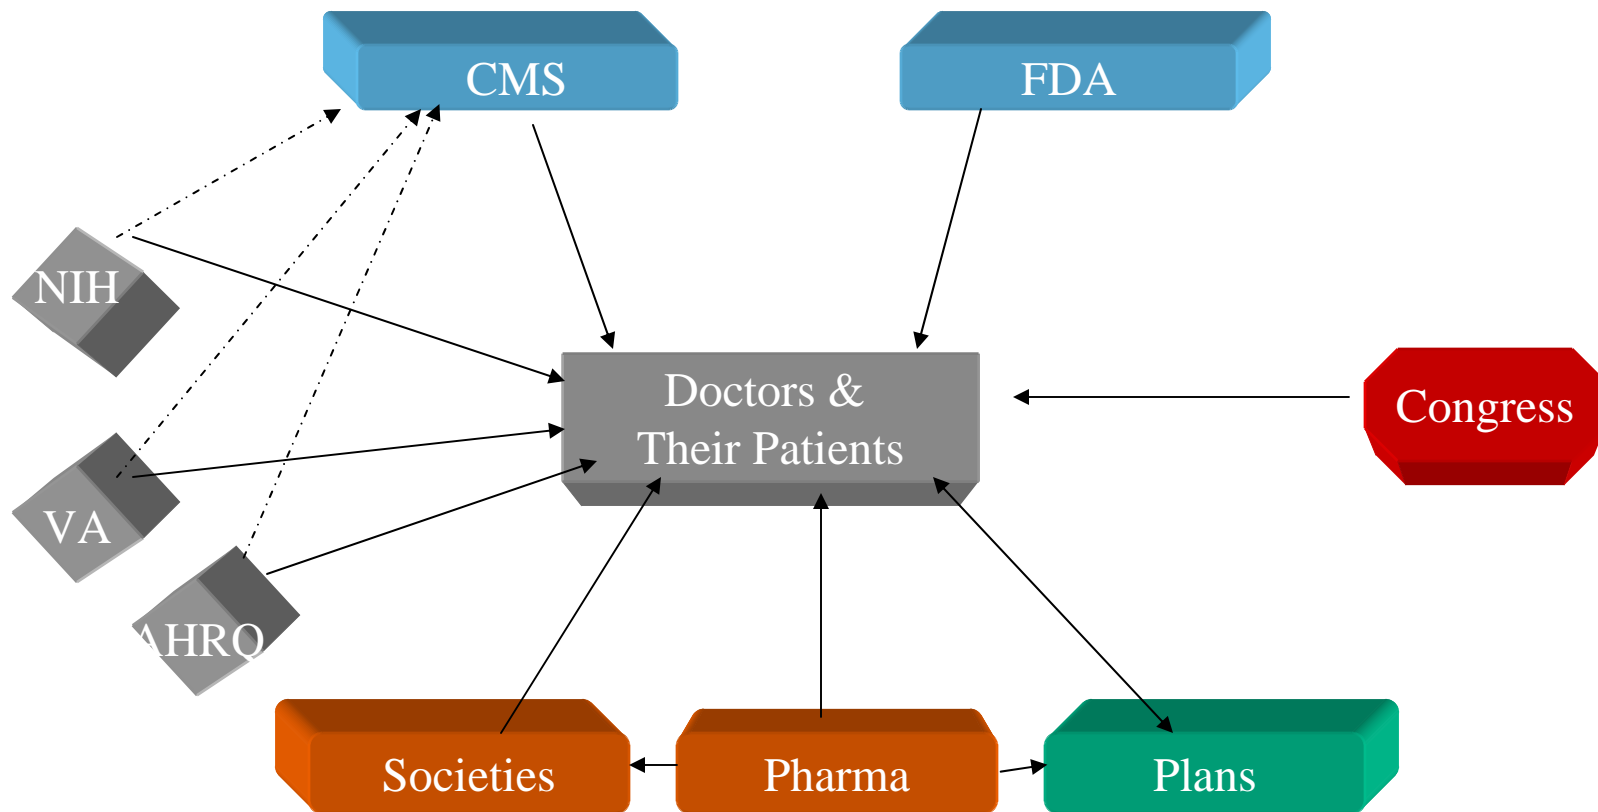 CMS
FDA
NIH
Doctors &
Their Patients
Congress
VA
AHRQ
Societies
Pharma
Plans